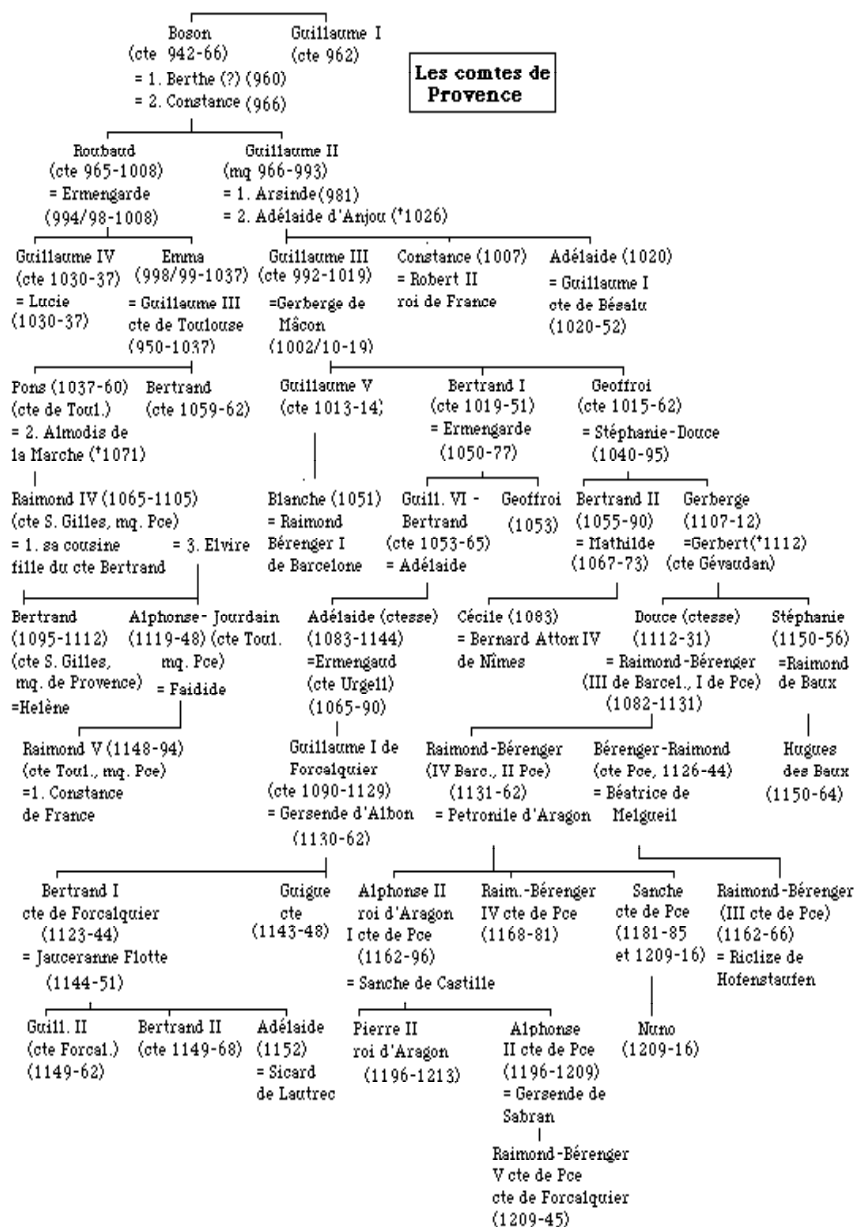 Boson
(cte 942-66)
= 1. Berthe (?) (960)
= 2. Constance (966)
Guillaume I
(cte 962)
Les comtes de
Provence
Roubaud
(cte 965-1008)
= Ermengarde
(994/98-1008)
Guillaume II
(mq 966-993)
= 1. Arsinde (981)
= 2. Adélaide d'Anjou (†1026)
Guillaume IV
(cte 1030-37)
= Lucie
(1030-37)
Emma
(998/99-1037)
= Guillaume III
cte de Toulouse
(950-1037)
Guillaume III
(cte 992-1019)
=Gerberge de
Mâcon
(1002/10-19)
Constance (1007)
= Robert II
roi de France
Adélaide (1020)
= Guillaume I
cte de Bésalu
(1020-52)
Pons (1037-60)
(cte de Toul.)
= 2. Almodis de
la Marche (†1071)
Bertrand
(cte 1059-62)
Guillaume V
(cte 1013-14)
Bertrand I
(cte 1019-51)
= Ermengarde
(1050-77)
Geoffroi
(cte 1015-62)
= Stéphanie-Douce
(1040-95)
Raimond IV (1065-1105)
(cte S. Gilles, mq. Pce)
= 1. sa cousine
fille du cte Bertrand
= 3. Elvire
Blanche (1051)
= Raimond
Bérenger I
de Barcelone
Guill. VI -
Bertrand
(cte 1053-65)
= Adélaide
Geoffroi
(1053)
Bertrand II
(1055-90)
= Mathilde
(1067-73)
Gerberge
(1107-12)
=Gerbert(†1112)
(cte Gévaudan)
Bertrand
(1095-1112)
(cte S. Gilles,
mq. de Provence)
=Helène
Alphonse- Jourdain
(1119-48) (cte Toul.
mq. Pce)
= Faidide
Adélaide (ctesse)
(1083-1144)
=Ermengaud
(cte Urgell)
(1065-90)
Cécile (1083)
= Bernard Atton IV
de Nîmes
Douce (ctesse)
(1112-31)
= Raimond-Bérenger
(III de Barcel., I de Pce)
(1082-1131)
Stéphanie
(1150-56)
=Raimond
de Baux
Raimond V (1148-94)
(cte Toul., mq. Pce)
=1. Constance
de France
Guillaume I de
Forcalquier
(cte 1090-1129)
= Gersende d'Albon
(1130-62)
Raimond-Bérenger
(IV Barc., II Pce)
(1131-62)
= Petronile d'Aragon
Bérenger-Raimond
(cte Pce, 1126-44)
= Béatrice de
Melgueil
Hugues
des Baux
(1150-64)
Bertrand I
cte de Forcalquier
(1123-44)
= Jauceranne Flotte
(1144-51)
Guigue
cte
(1143-48)
Alphonse II
roi d'Aragon
I cte de Pce
(1162-96)
= Sanche de Castille
Raim.-Bérenger
IV cte de Pce
(1168-81)
Sanche
cte de Pce
(1181-85
et 1209-16)
Raimond-Bérenger
(III cte de Pce)
(1162-66)
= Riclize de
Hofenstaufen
Guill. II
(cte Forcal.)
(1149-62)
Bertrand II
(cte 1149-68)
Adélaide
(1152)
= Sicard
de Lautrec
Pierre II
roi d'Aragon
(1196-1213)
Alphonse
II cte de Pce
(1196-1209)
= Gersende de
Sabran
Nuno
(1209-16)
Raimond-Bérenger
V cte de Pce
cte de Forcalquier
(1209-45)